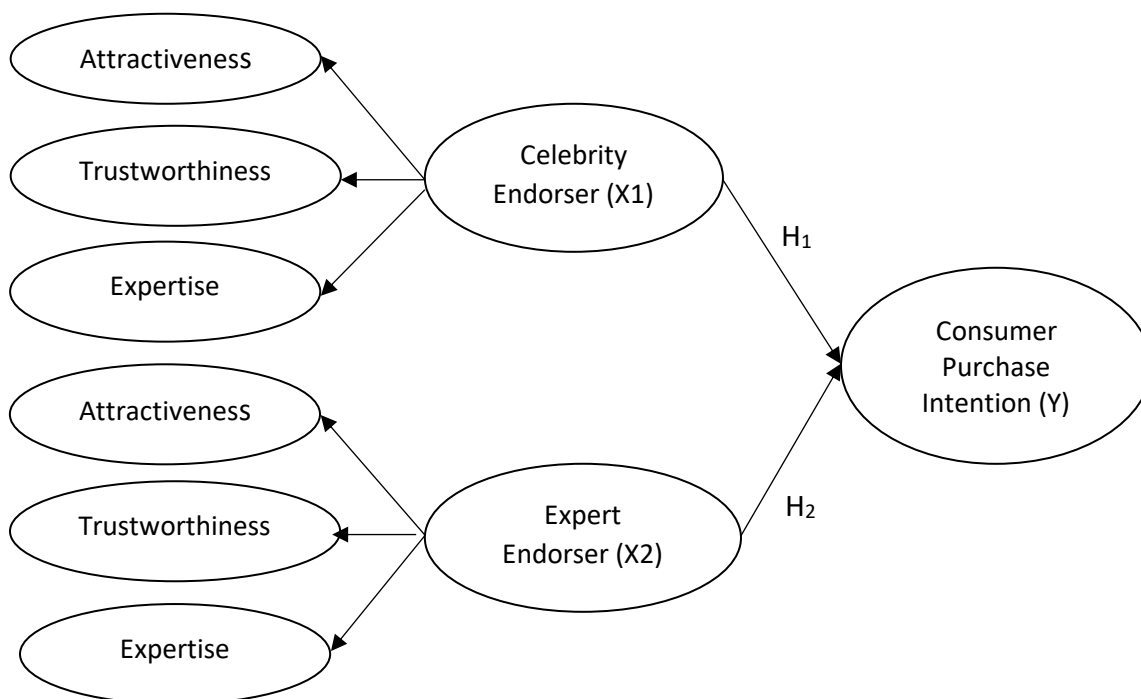 Attractiveness
Trustworthiness
Expertise
Celebrity
Endorser (X1)
H1
Consumer
Purchase
Intention (Y)
Attractiveness
Trustworthiness
Expertise
Expert
Endorser (X2)
H2